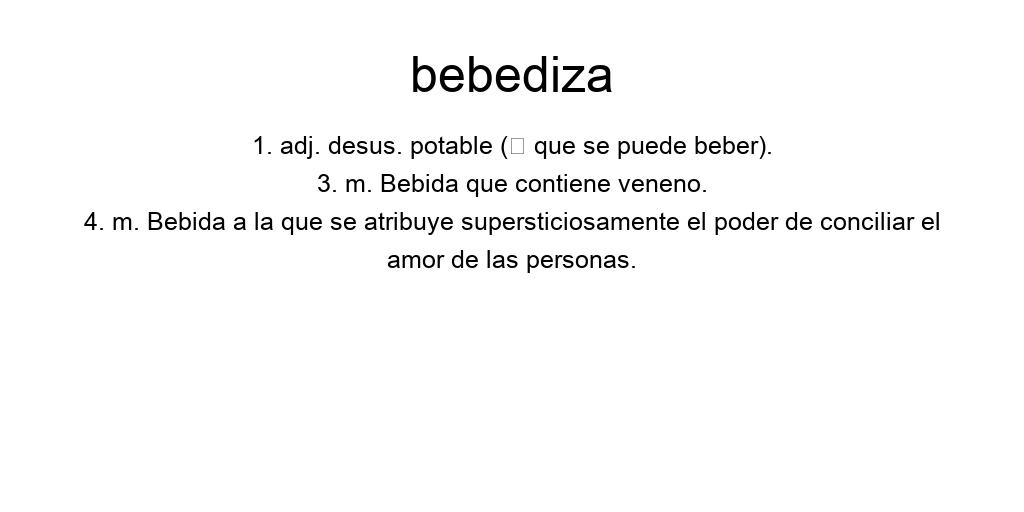 bebediza
1. adj. desus. potable (▯ que se puede beber).
3. m. Bebida que contiene veneno.
4. m. Bebida a la que se atribuye supersticiosamente el poder de conciliar el
amor de las personas.